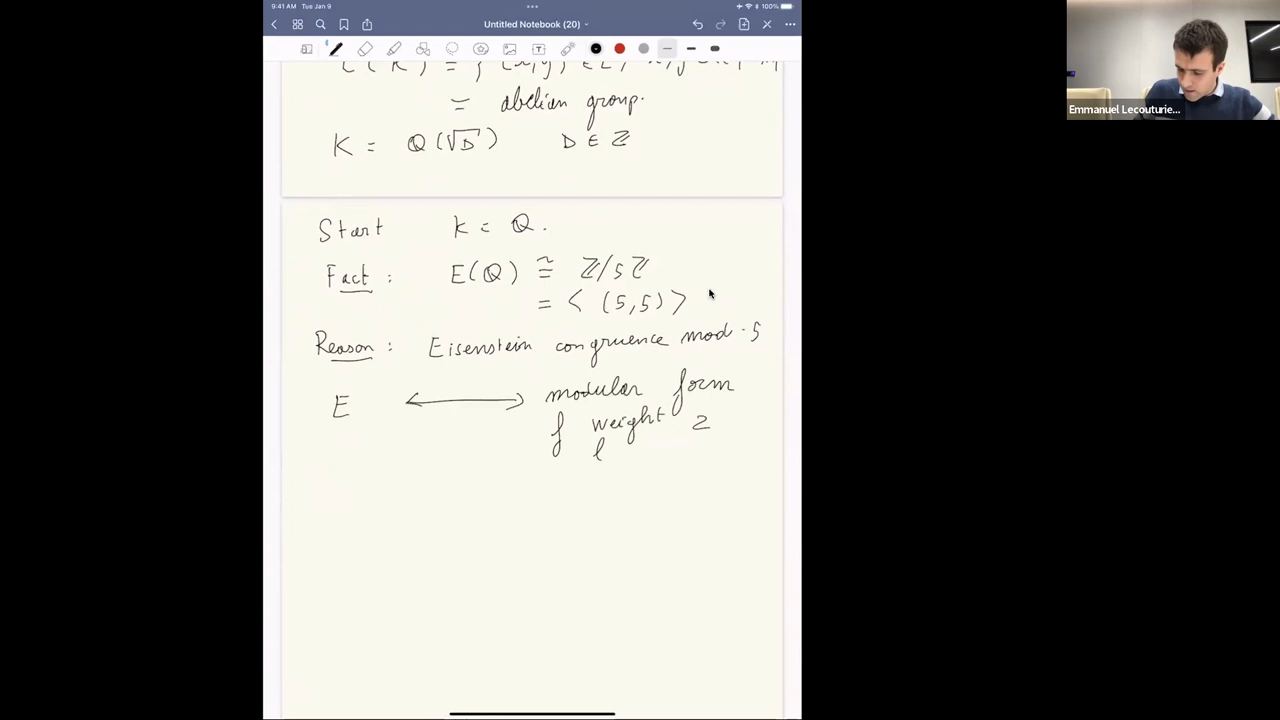 9:41 AM Tue Jan 9
100%
Untitled Notebook (20)
Emmanuel Lecouturie...
= abelian group.
K = Q(√D) D ∈ ℤ
Start K = Q.
Fact: E(Q) ≅ ℤ/5ℤ
= < (5,5) >
Reason: Eisenstein congruence mod. 5
E ⟷ modular form
f weight 2